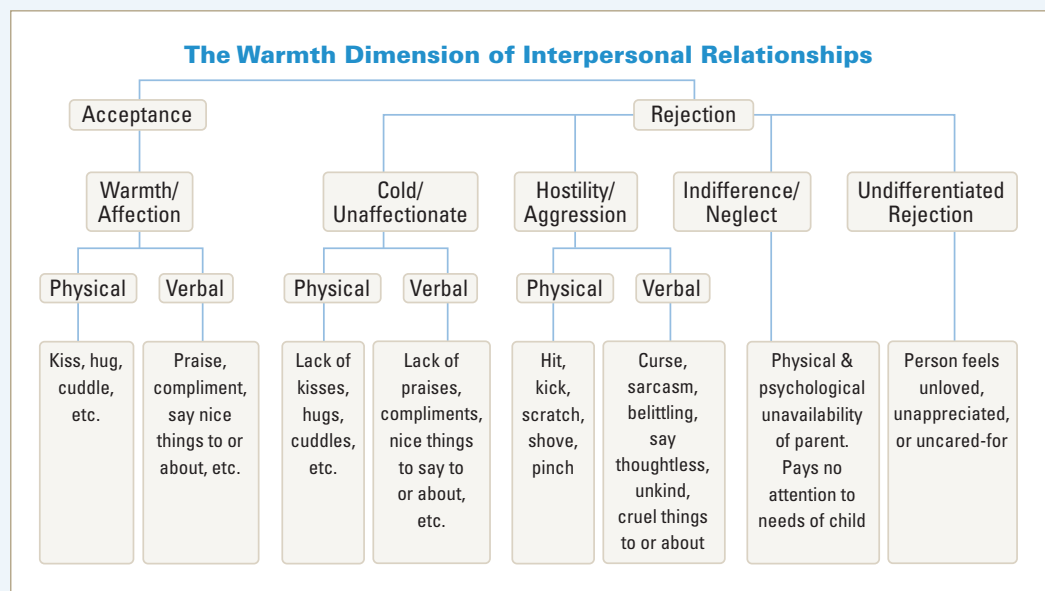 The Warmth Dimension of Interpersonal Relationships
Acceptance
Rejection
Warmth/
Affection
Cold/
Unaffectionate
Hostility/
Aggression
Indifference/
Neglect
Undifferentiated
Rejection
Physical
Verbal
Physical
Verbal
Physical
Verbal
Kiss, hug,
cuddle,
etc.
Praise,
compliment,
say nice
things to or
about, etc.
Lack of
kisses,
hugs,
cuddles,
etc.
Lack of
praises,
compliments,
nice things
to say to
or about,
etc.
Hit,
kick,
scratch,
shove,
pinch
Curse,
sarcasm,
belittling,
say
thoughtless,
unkind,
cruel things
to or about
Physical &
psychological
unavailability
of parent.
Pays no
attention to
needs of child
Person feels
unloved,
unappreciated,
or uncared-for